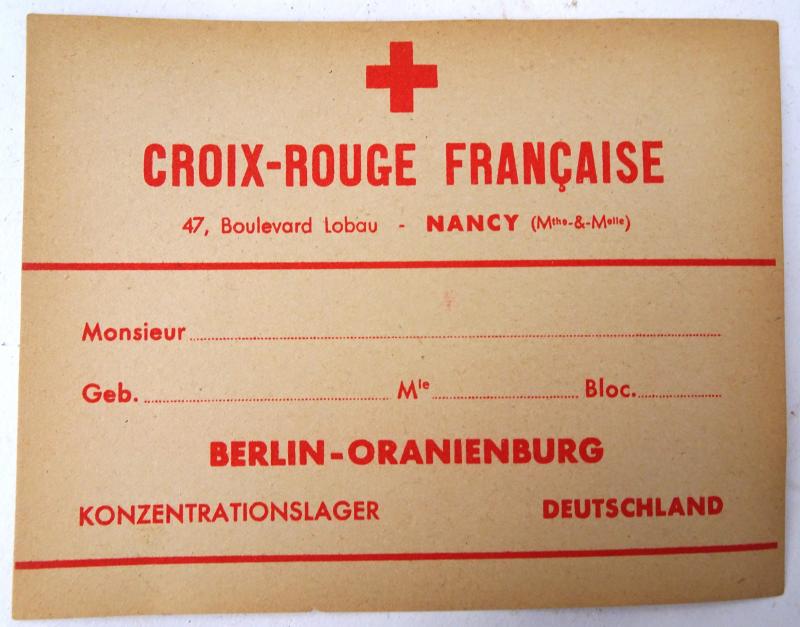 CROIX-ROUGE FRANÇAISE
47, Boulevard Lobau - NANCY (Mthe-&-Melle)
Monsieur
Geb. Mle Bloc.
BERLIN-ORANIENBURG
KONZENTRATIONSLAGER DEUTSCHLAND